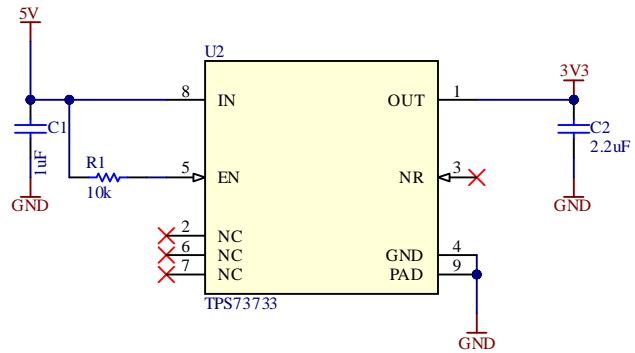 5V
U2
8 IN OUT 1
3V3
C1
1uF
C2
2.2uF
R1
10k
5 EN NR 3
GND
GND
2 NC
6 NC GND 4
7 NC PAD 9
TPS73733
GND